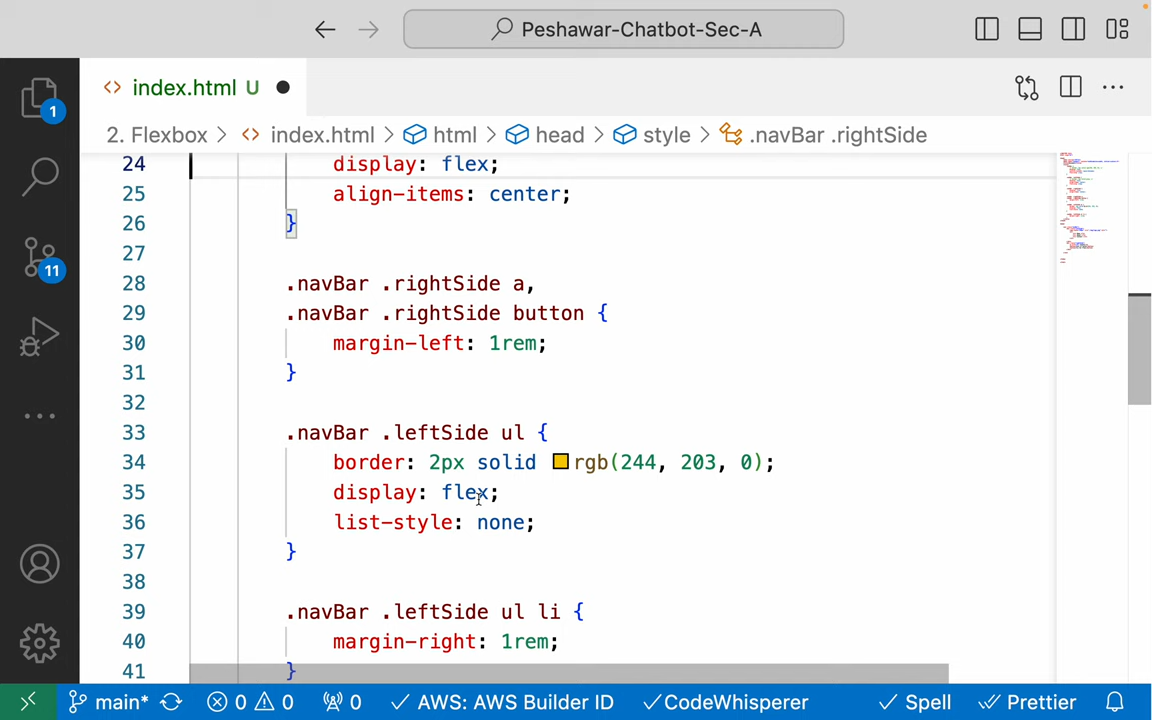 Peshawar-Chatbot-Sec-A
index.html U
1
2. Flexbox > index.html > html > head > style > .navBar .rightSide
24 display: flex;
25 align-items: center;
26 }
27
28 .navBar .rightSide a,
29 .navBar .rightSide button {
30 margin-left: 1rem;
31 }
32
33 .navBar .leftSide ul {
34 border: 2px solid rgb(244, 203, 0);
35 display: flex;
36 list-style: none;
37 }
38
39 .navBar .leftSide ul li {
40 margin-right: 1rem;
41 }
11
main* 0 0 0 AWS: AWS Builder ID CodeWhisperer Spell Prettier